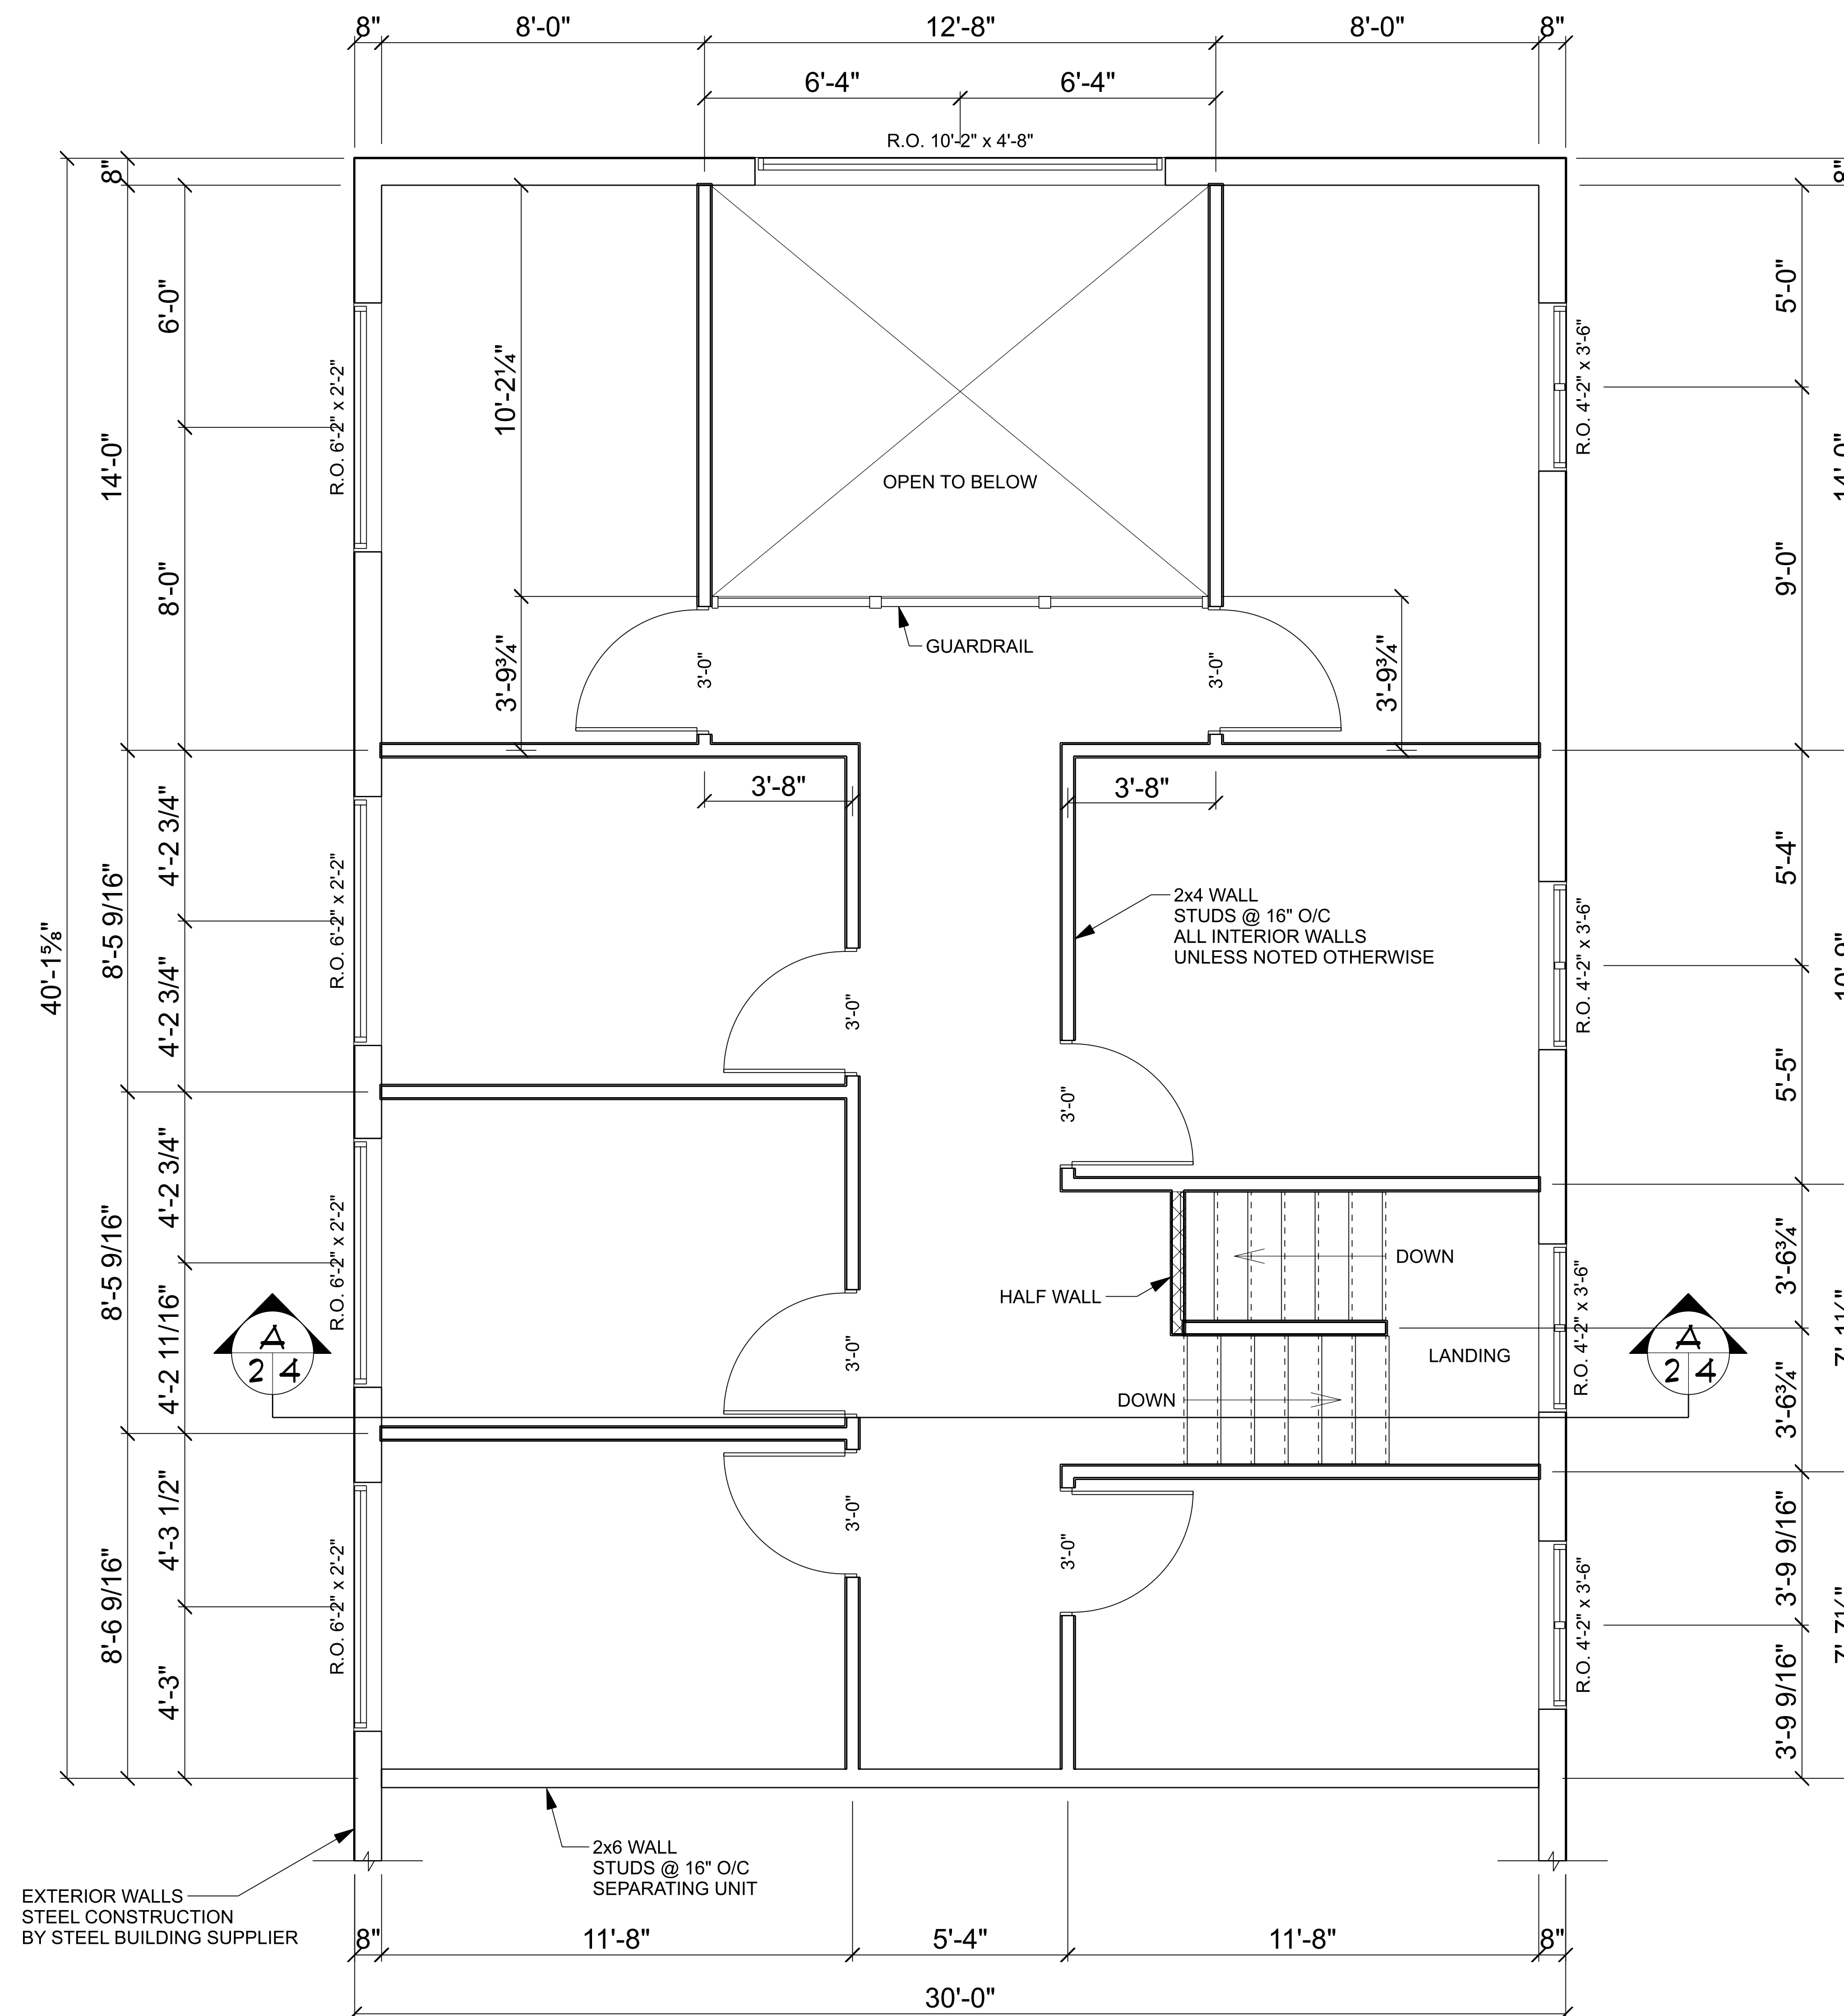 8" 8'-0" 12'-8" 8'-0" 8"
6'-4" 6'-4"
R.O. 10'-2" x 4'-8"
8"
8"
6'-0"
5'-0"
R.O. 6'-2" x 2'-2"
R.O. 4'-2" x 3'-6"
10'-2¼"
14'-0"
OPEN TO BELOW
8'-0"
9'-0"
GUARDRAIL
3'-9¾"
3'-0"
3'-0"
3'-9¾"
3'-8"
3'-8"
4'-2 3/4"
5'-4"
2x4 WALL
STUDS @ 16" O/C
ALL INTERIOR WALLS
UNLESS NOTED OTHERWISE
8'-5 9/16"
R.O. 6'-2" x 2'-2"
R.O. 4'-2" x 3'-6"
40'-1⅝"
4'-2 3/4"
3'-0"
5'-5"
3'-0"
4'-2 3/4"
R.O. 6'-2" x 2'-2"
DOWN
3'-6¾"
HALF WALL
8'-5 9/16"
4'-2 11/16"
R.O. 4'-2" x 3'-6"
A
2 4
3'-0"
LANDING
A
2 4
DOWN
3'-6¾"
4'-3 1/2"
3'-0"
3'-0"
3'-9 9/16"
8'-6 9/16"
R.O. 6'-2" x 2'-2"
R.O. 4'-2" x 3'-6"
4'-3"
3'-9 9/16"
2x6 WALL
STUDS @ 16" O/C
SEPARATING UNIT
EXTERIOR WALLS
STEEL CONSTRUCTION
BY STEEL BUILDING SUPPLIER
8" 11'-8" 5'-4" 11'-8" 8"
30'-0"